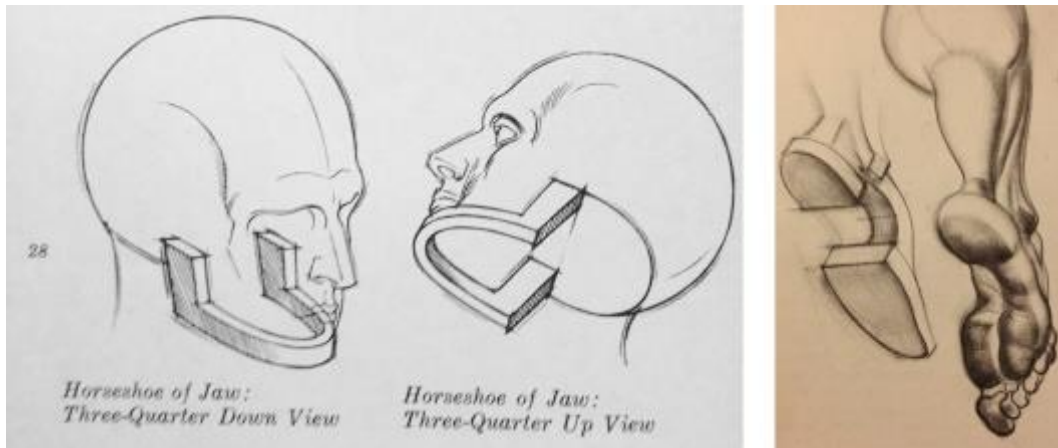 28
Horseshoe of Jaw:
Three-Quarter Down View
Horseshoe of Jaw:
Three-Quarter Up View